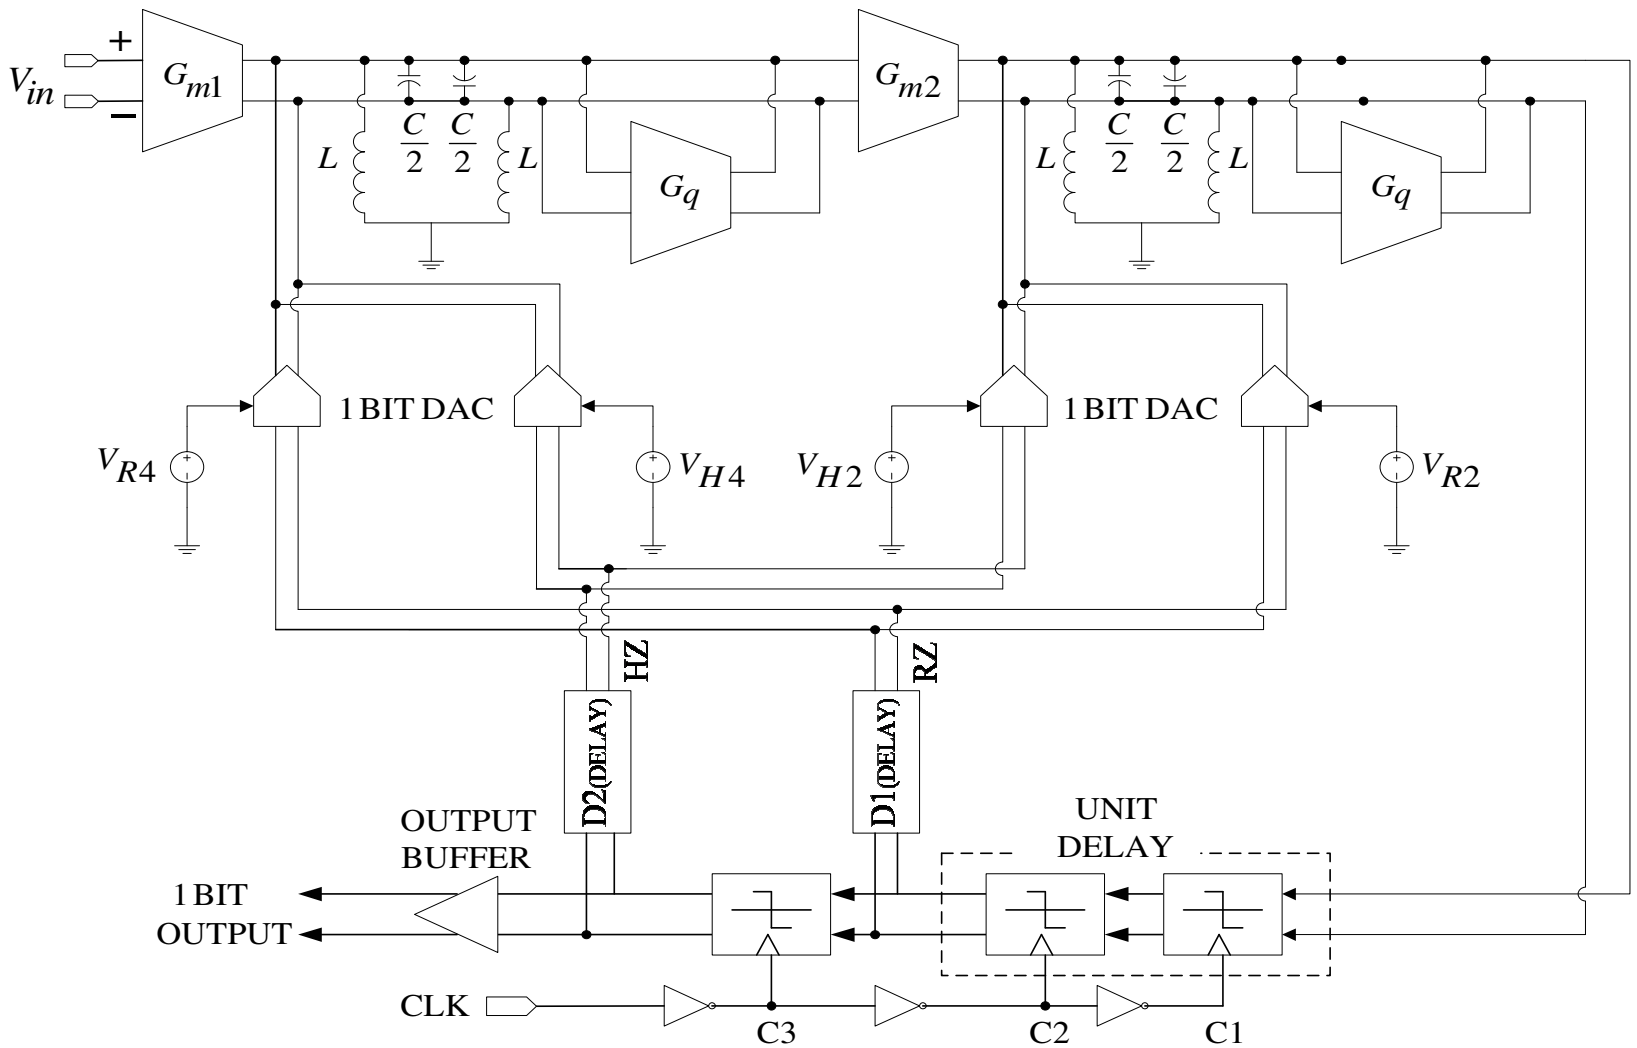 +
V_in
−
G_m1
L
C/2
C/2
L
G_q
G_m2
L
C/2
C/2
L
G_q
1 BIT DAC
1 BIT DAC
V_R4
+
-
+
-
V_H4
V_H2
+
-
+
-
V_R2
HZ
RZ
D2(DELAY)
D1(DELAY)
OUTPUT
BUFFER
UNIT
DELAY
1 BIT
OUTPUT
CLK
C3
C2
C1